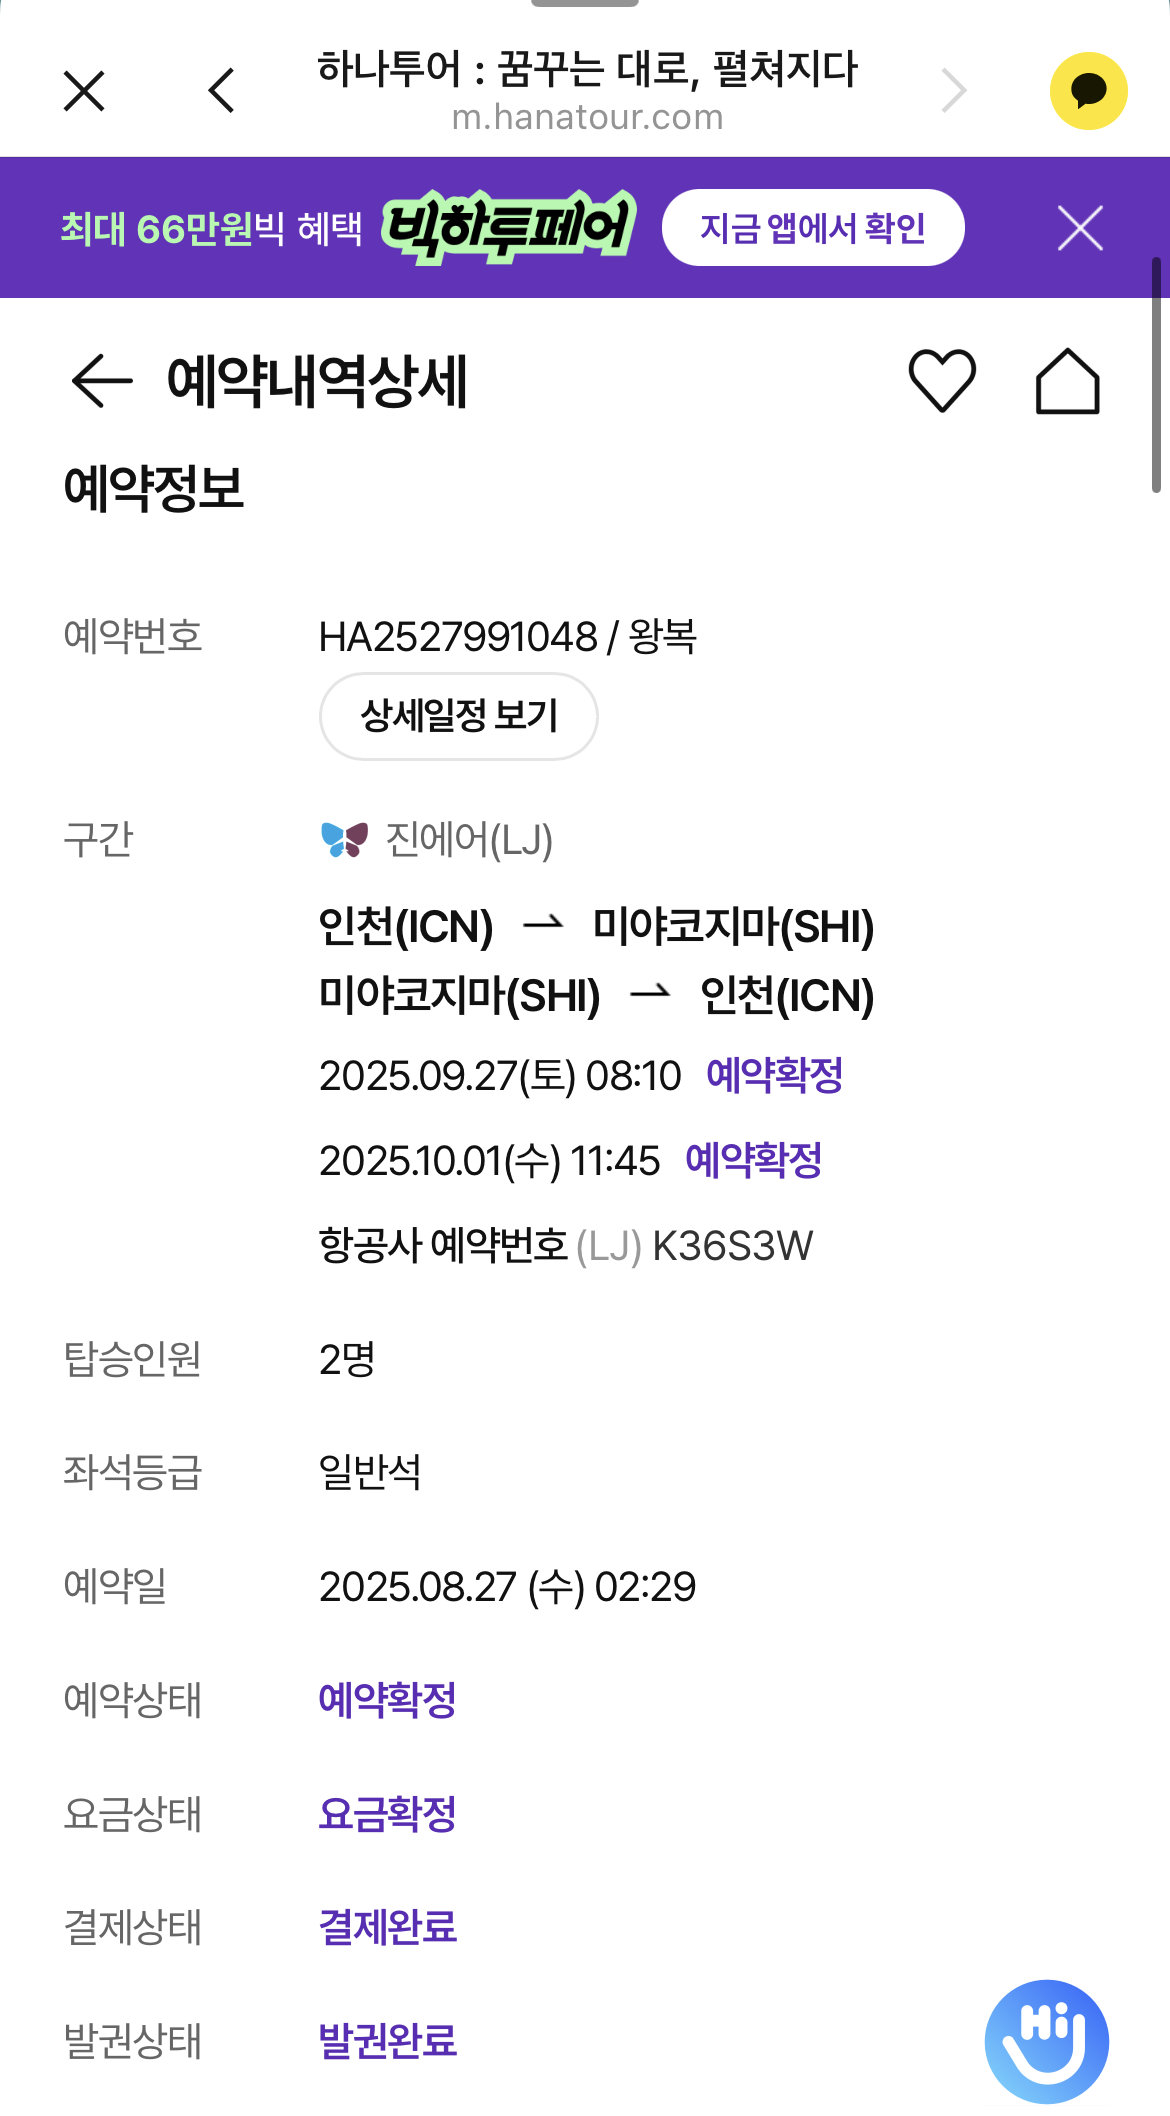 하나투어 : 꿈꾸는 대로, 펼쳐지다
m.hanatour.com
최대 66만원빅 혜택 빅하투페어 지금 앱에서 확인
예약내역상세
예약정보
예약번호 HA2527991048 / 왕복
상세일정 보기
구간 진에어(LJ)
인천(ICN) → 미야코지마(SHI)
미야코지마(SHI) → 인천(ICN)
2025.09.27(토) 08:10 예약확정
2025.10.01(수) 11:45 예약확정
항공사 예약번호 (LJ) K36S3W
탑승인원 2명
좌석등급 일반석
예약일 2025.08.27 (수) 02:29
예약상태 예약확정
요금상태 요금확정
결제상태 결제완료
발권상태 발권완료
Hi